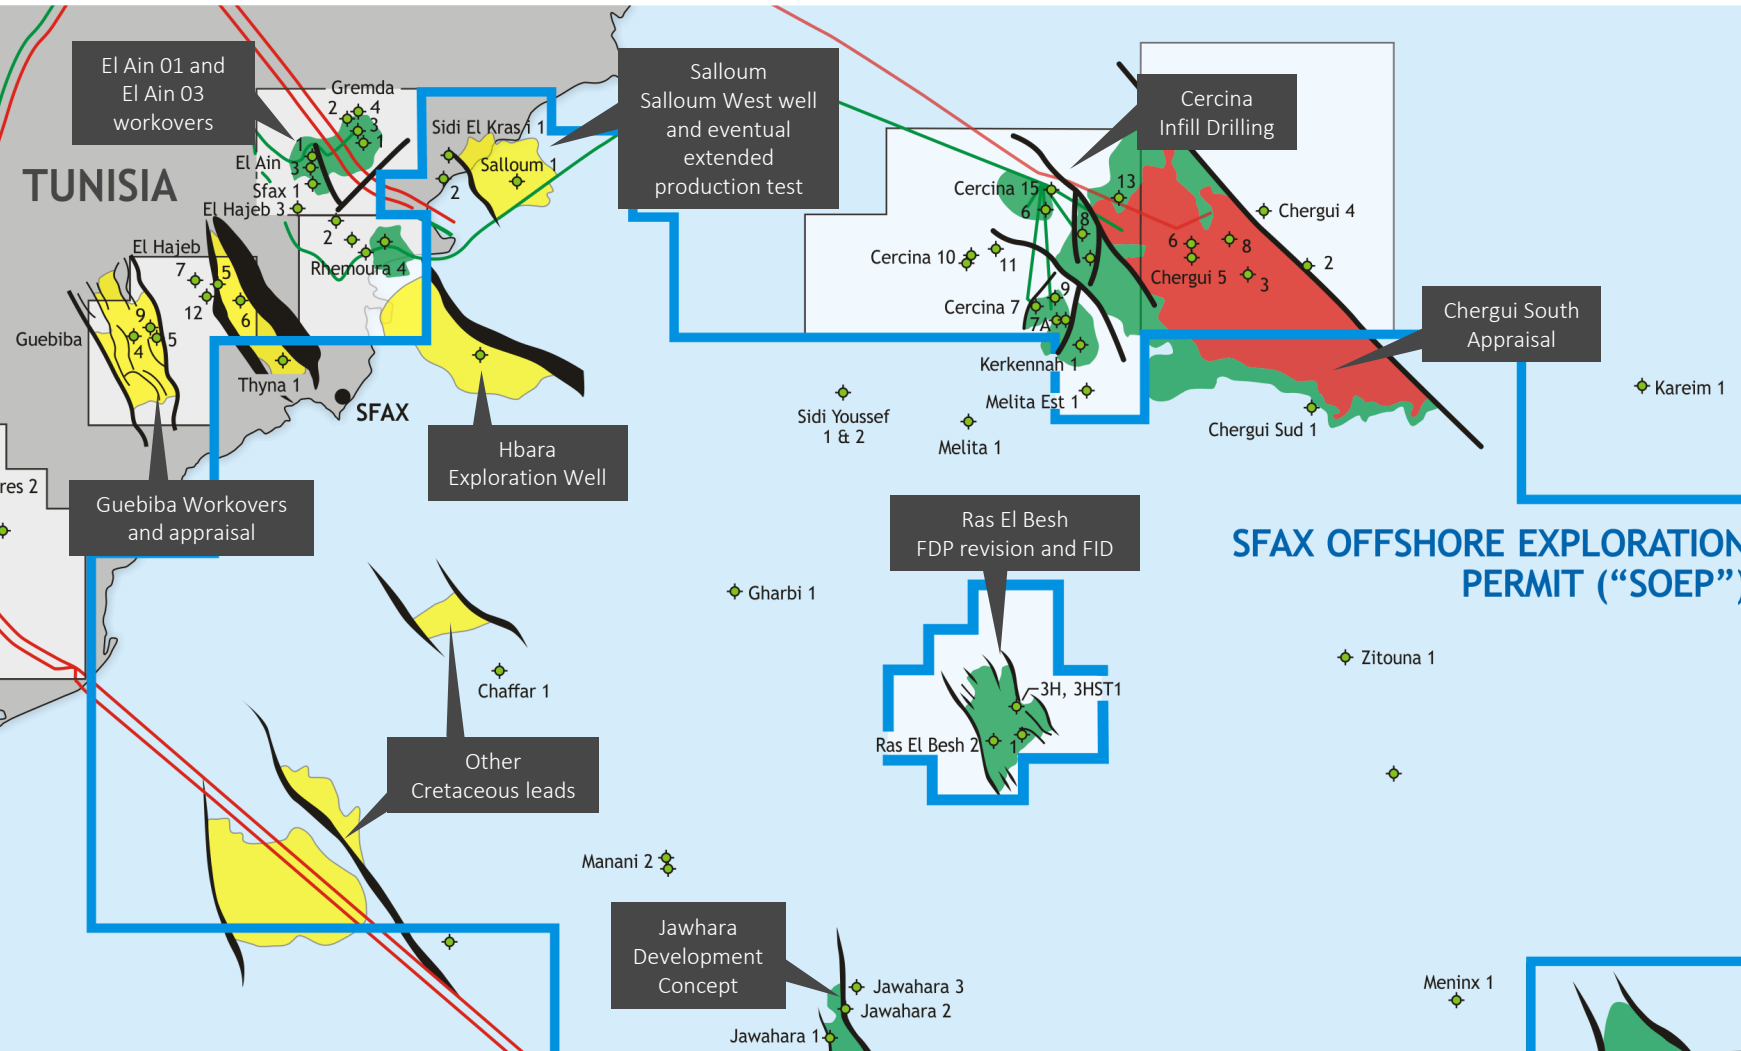 El Ain 01 and
El Ain 03
workovers
Salloum
Salloum West well
and eventual
extended
production test
Cercina
Infill Drilling
Gremda
2
4
3
1
Sidi El Krasi 1
Salloum 1
2
1
El Ain
3
Sfax 1
El Hajeb 3
TUNISIA
2
Rhemoura 4
El Hajeb
7
5
12
6
9
4
5
Guebiba
Thyna 1
SFAX
Cercina 15
13
6
8
Cercina 10
11
Cercina 7
9
7A
Kerkennah 1
Melita Est 1
Chergui 4
6
8
Chergui 5
3
2
Chergui South
Appraisal
Kareim 1
Chergui Sud 1
Sidi Youssef
1 & 2
Melita 1
Hbara
Exploration Well
res 2
Guebiba Workovers
and appraisal
Ras El Besh
FDP revision and FID
SFAX OFFSHORE EXPLORATION
PERMIT (“SOEP”)
Gharbi 1
Zitouna 1
Chaffar 1
3H, 3HST1
Ras El Besh 2
1
Other
Cretaceous leads
Manani 2
Jawhara
Development
Concept
Jawahara 3
Jawahara 2
Jawahara 1
Meninx 1